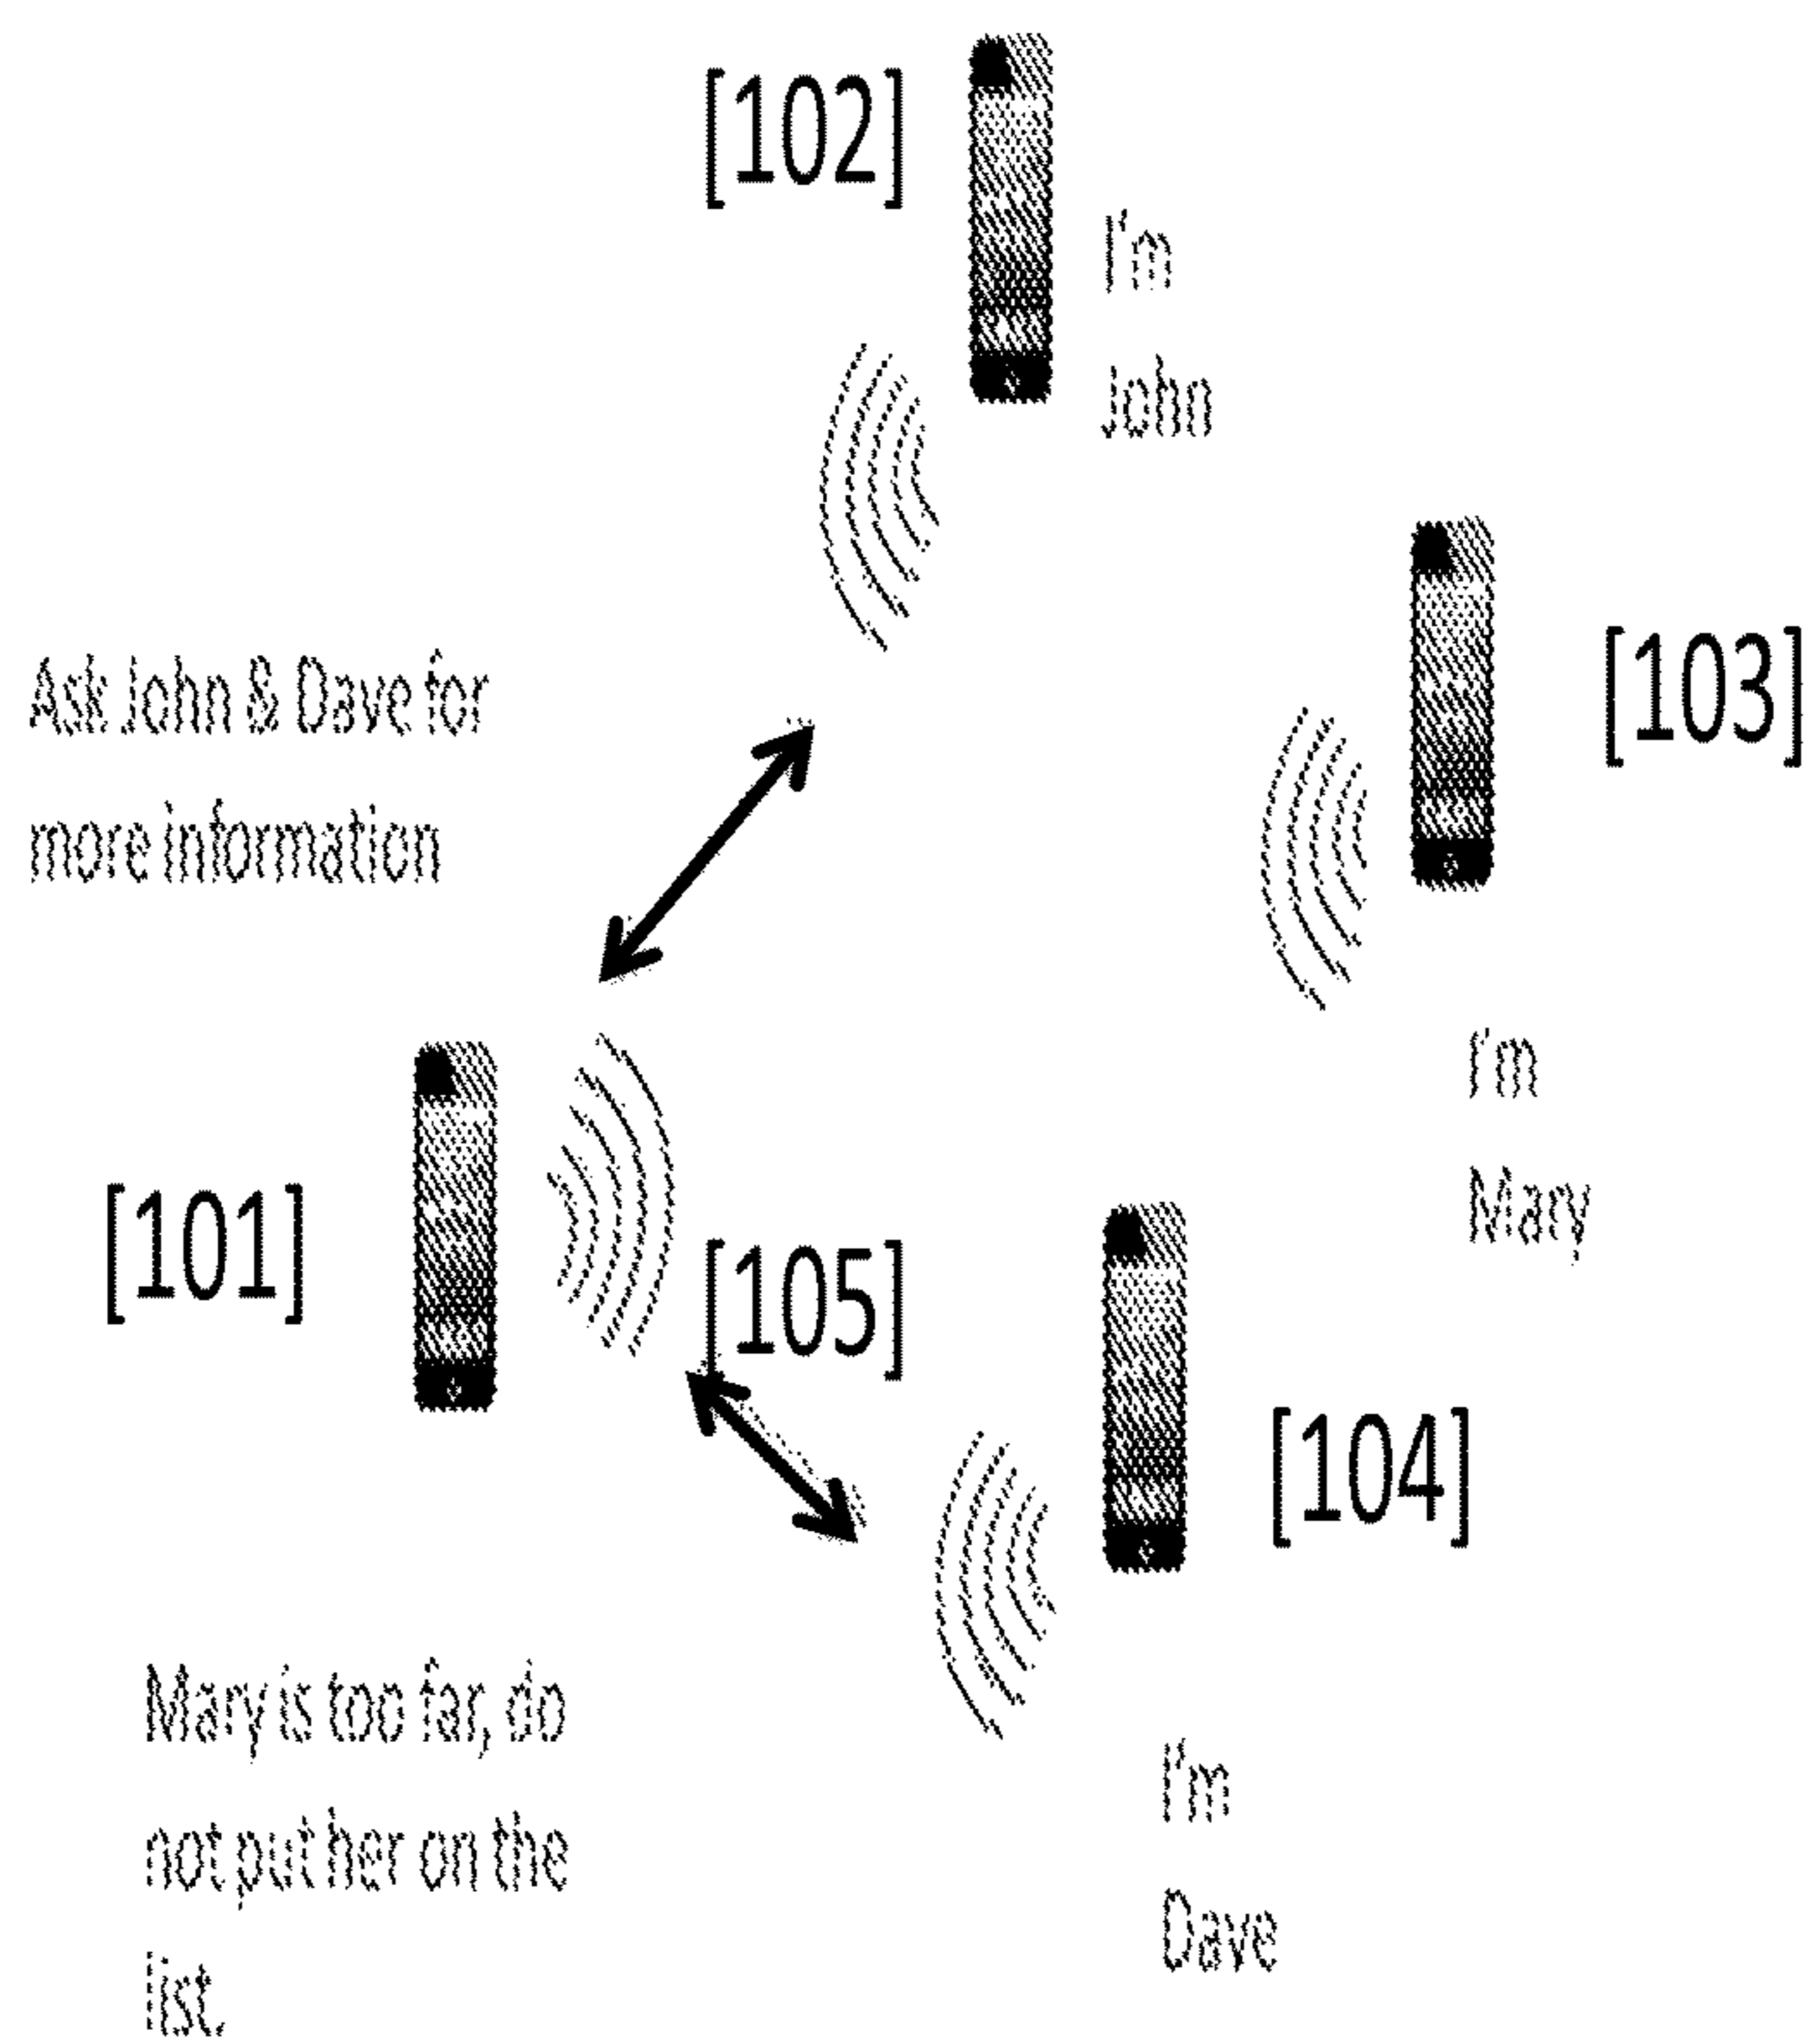 [102]
I'm
John
[103]
Ask John & Dave for
more information
I'm
Mary
[101]
[105]
[104]
Mary is too far, do
not put her on the
list.
I'm
Dave